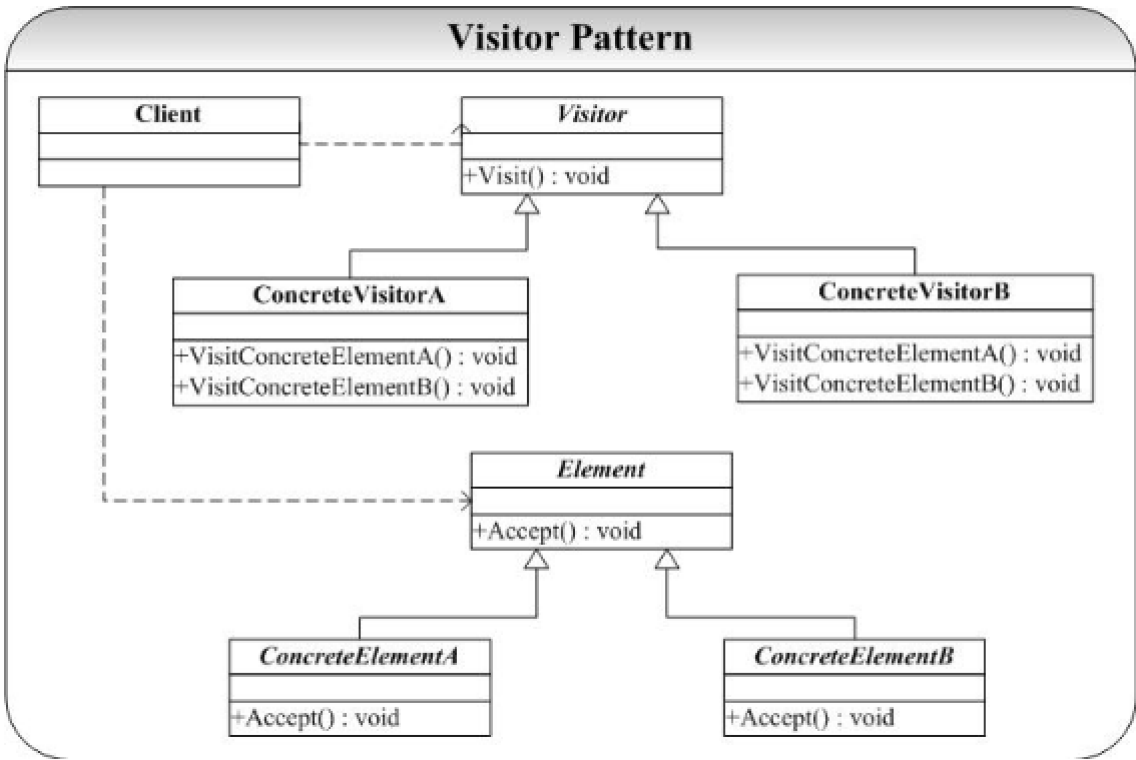 Visitor Pattern
Client
Visitor
+Visit() : void
ConcreteVisitorA
+VisitConcreteElementA() : void
+VisitConcreteElementB() : void
ConcreteVisitorB
+VisitConcreteElementA() : void
+VisitConcreteElementB() : void
Element
+Accept() : void
ConcreteElementA
+Accept() : void
ConcreteElementB
+Accept() : void